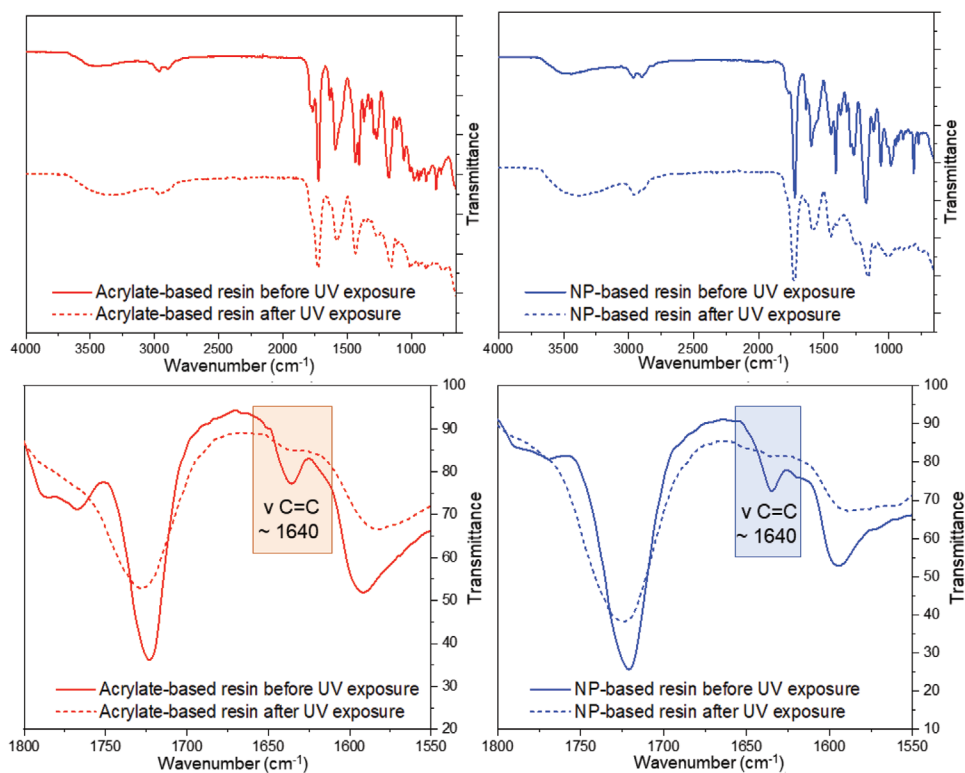 Transmittance
Acrylate-based resin before UV exposure
Acrylate-based resin after UV exposure
4000 3500 3000 2500 2000 1500 1000
Wavenumber (cm-1)
Transmittance
NP-based resin before UV exposure
NP-based resin after UV exposure
4000 3500 3000 2500 2000 1500 1000
Wavenumber (cm-1)
100
90
80
70
60
50
40
30
20
Transmittance
ν C=C
~ 1640
Acrylate-based resin before UV exposure
Acrylate-based resin after UV exposure
1800 1750 1700 1650 1600 1550
Wavenumber (cm-1)
100
90
80
70
60
50
40
30
20
10
Transmittance
ν C=C
~ 1640
NP-based resin before UV exposure
NP-based resin after UV exposure
1800 1750 1700 1650 1600 1550
Wavenumber (cm-1)